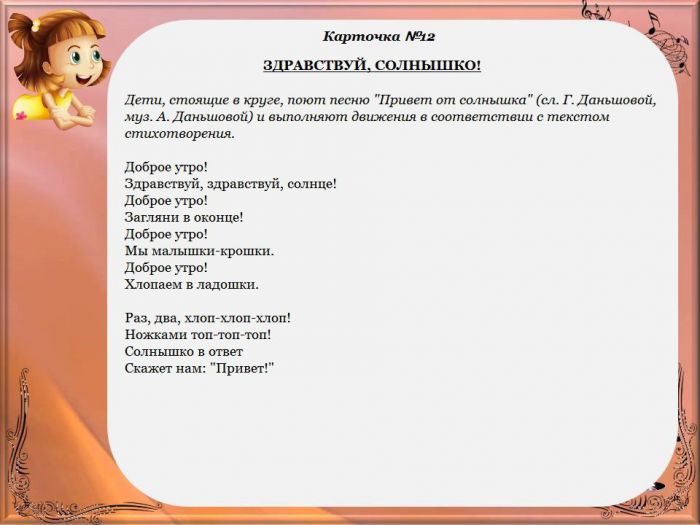 Карточка №12
ЗДРАВСТВУЙ, СОЛНЫШКО!
Дети, стоящие в круге, поют песню "Привет от солнышка" (сл. Г. Даньшовой,
муз. А. Даньшовой) и выполняют движения в соответствии с текстом
стихотворения.
Доброе утро!
Здравствуй, здравствуй, солнце!
Доброе утро!
Загляни в оконце!
Доброе утро!
Мы малышки-крошки.
Доброе утро!
Хлопаем в ладошки.
Раз, два, хлоп-хлоп-хлоп!
Ножками топ-топ-топ!
Солнышко в ответ
Скажет нам: "Привет!"